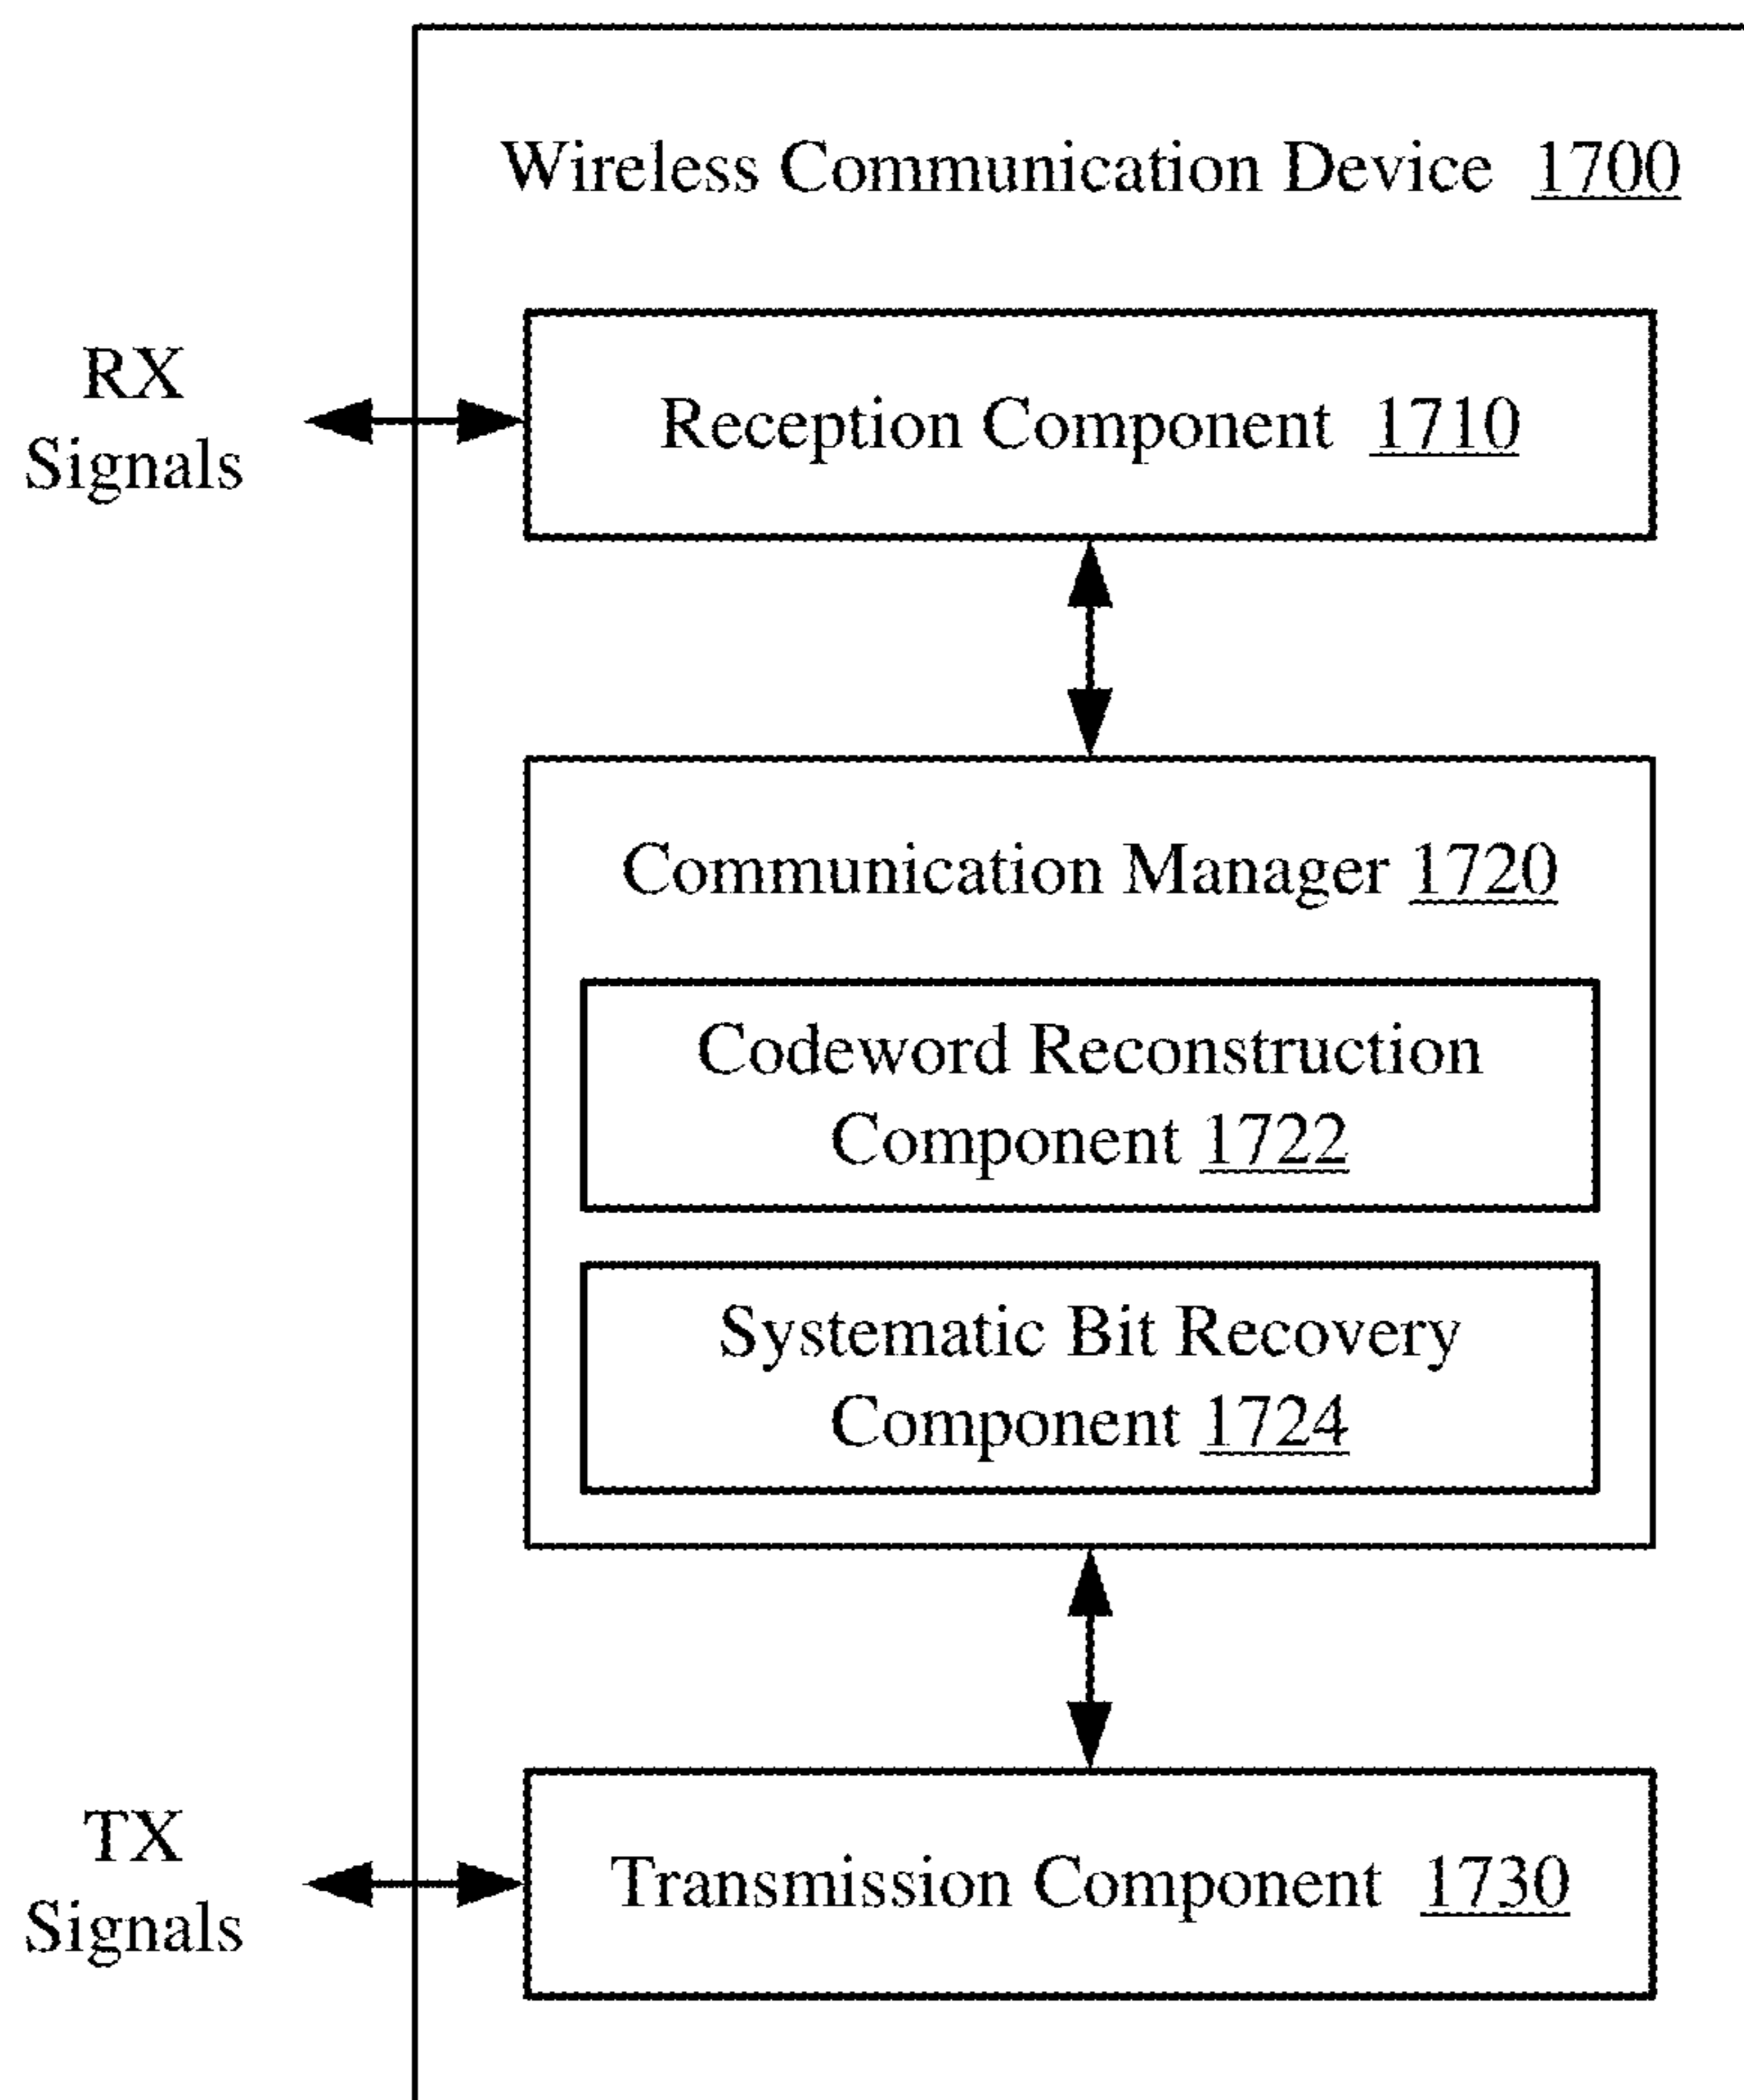 Wireless Communication Device 1700
RX
Signals
Reception Component 1710
Communication Manager 1720
Codeword Reconstruction
Component 1722
Systematic Bit Recovery
Component 1724
TX
Signals
Transmission Component 1730